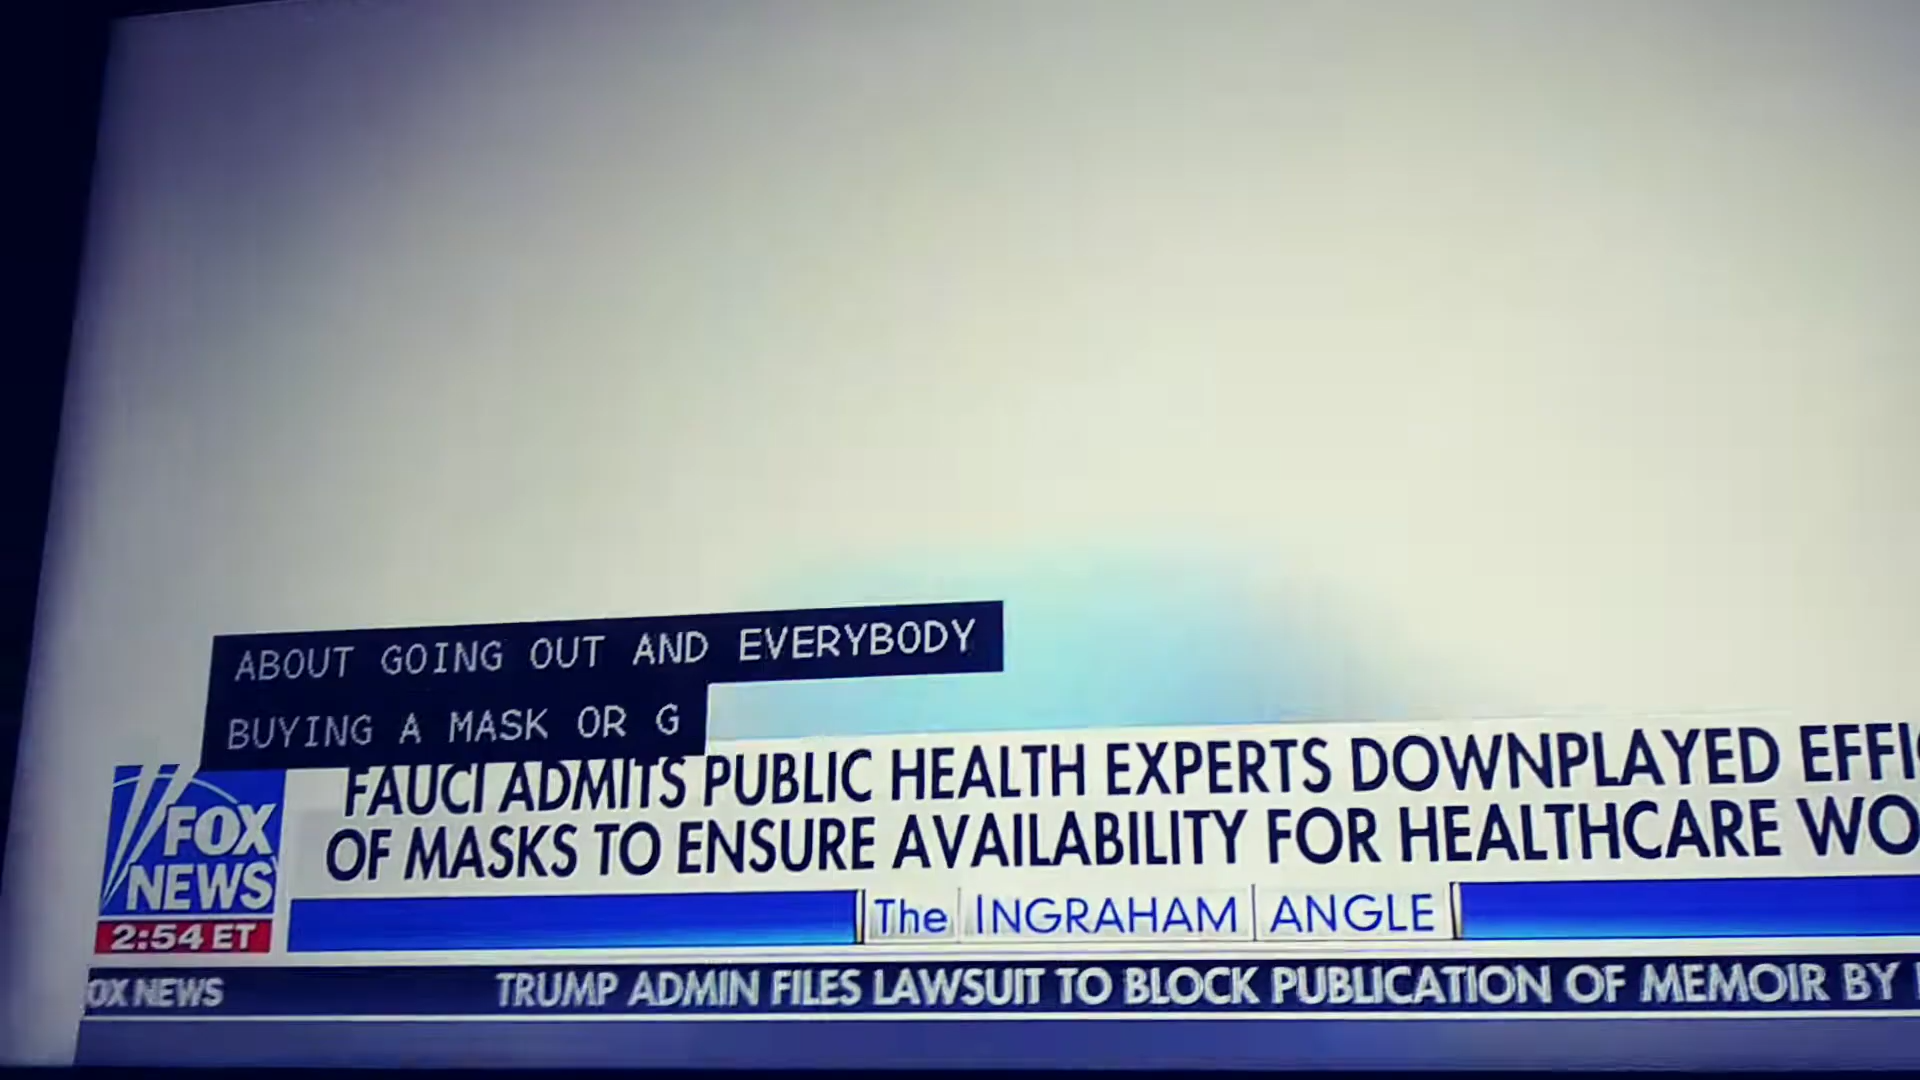 ABOUT GOING OUT AND EVERYBODY
BUYING A MASK OR G
FAUCI ADMITS PUBLIC HEALTH EXPERTS DOWNPLAYED
OF MASKS TO ENSURE AVAILABILITY FOR HEALTHCARE
FOX
NEWS
The INGRAHAM ANGLE
2:54 ET
NEWS TRUMP ADMIN FILES LAWSUIT TO BLOCK PUBLICATION OF MEMOIR BY